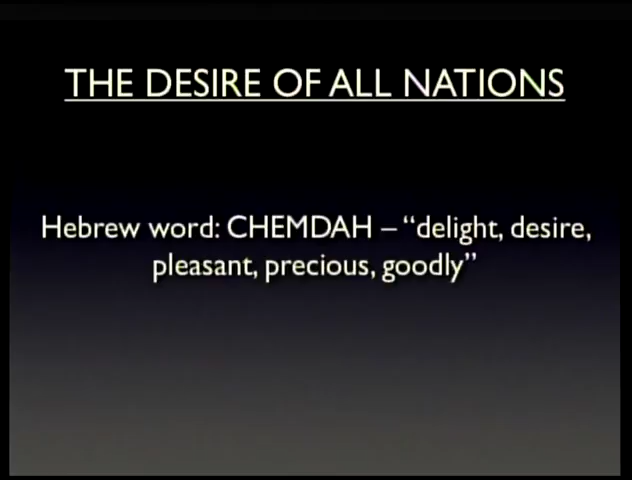 THE DESIRE OF ALL NATIONS
Hebrew word: CHEMDAH – “delight, desire,
pleasant, precious, goodly”